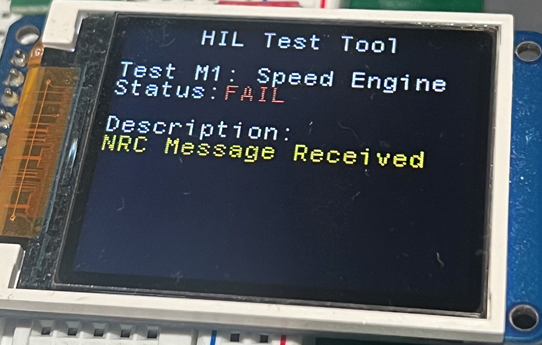 HIL Test Tool
Test M1: Speed Engine
Status:FAIL
Description:
NRC Message Received